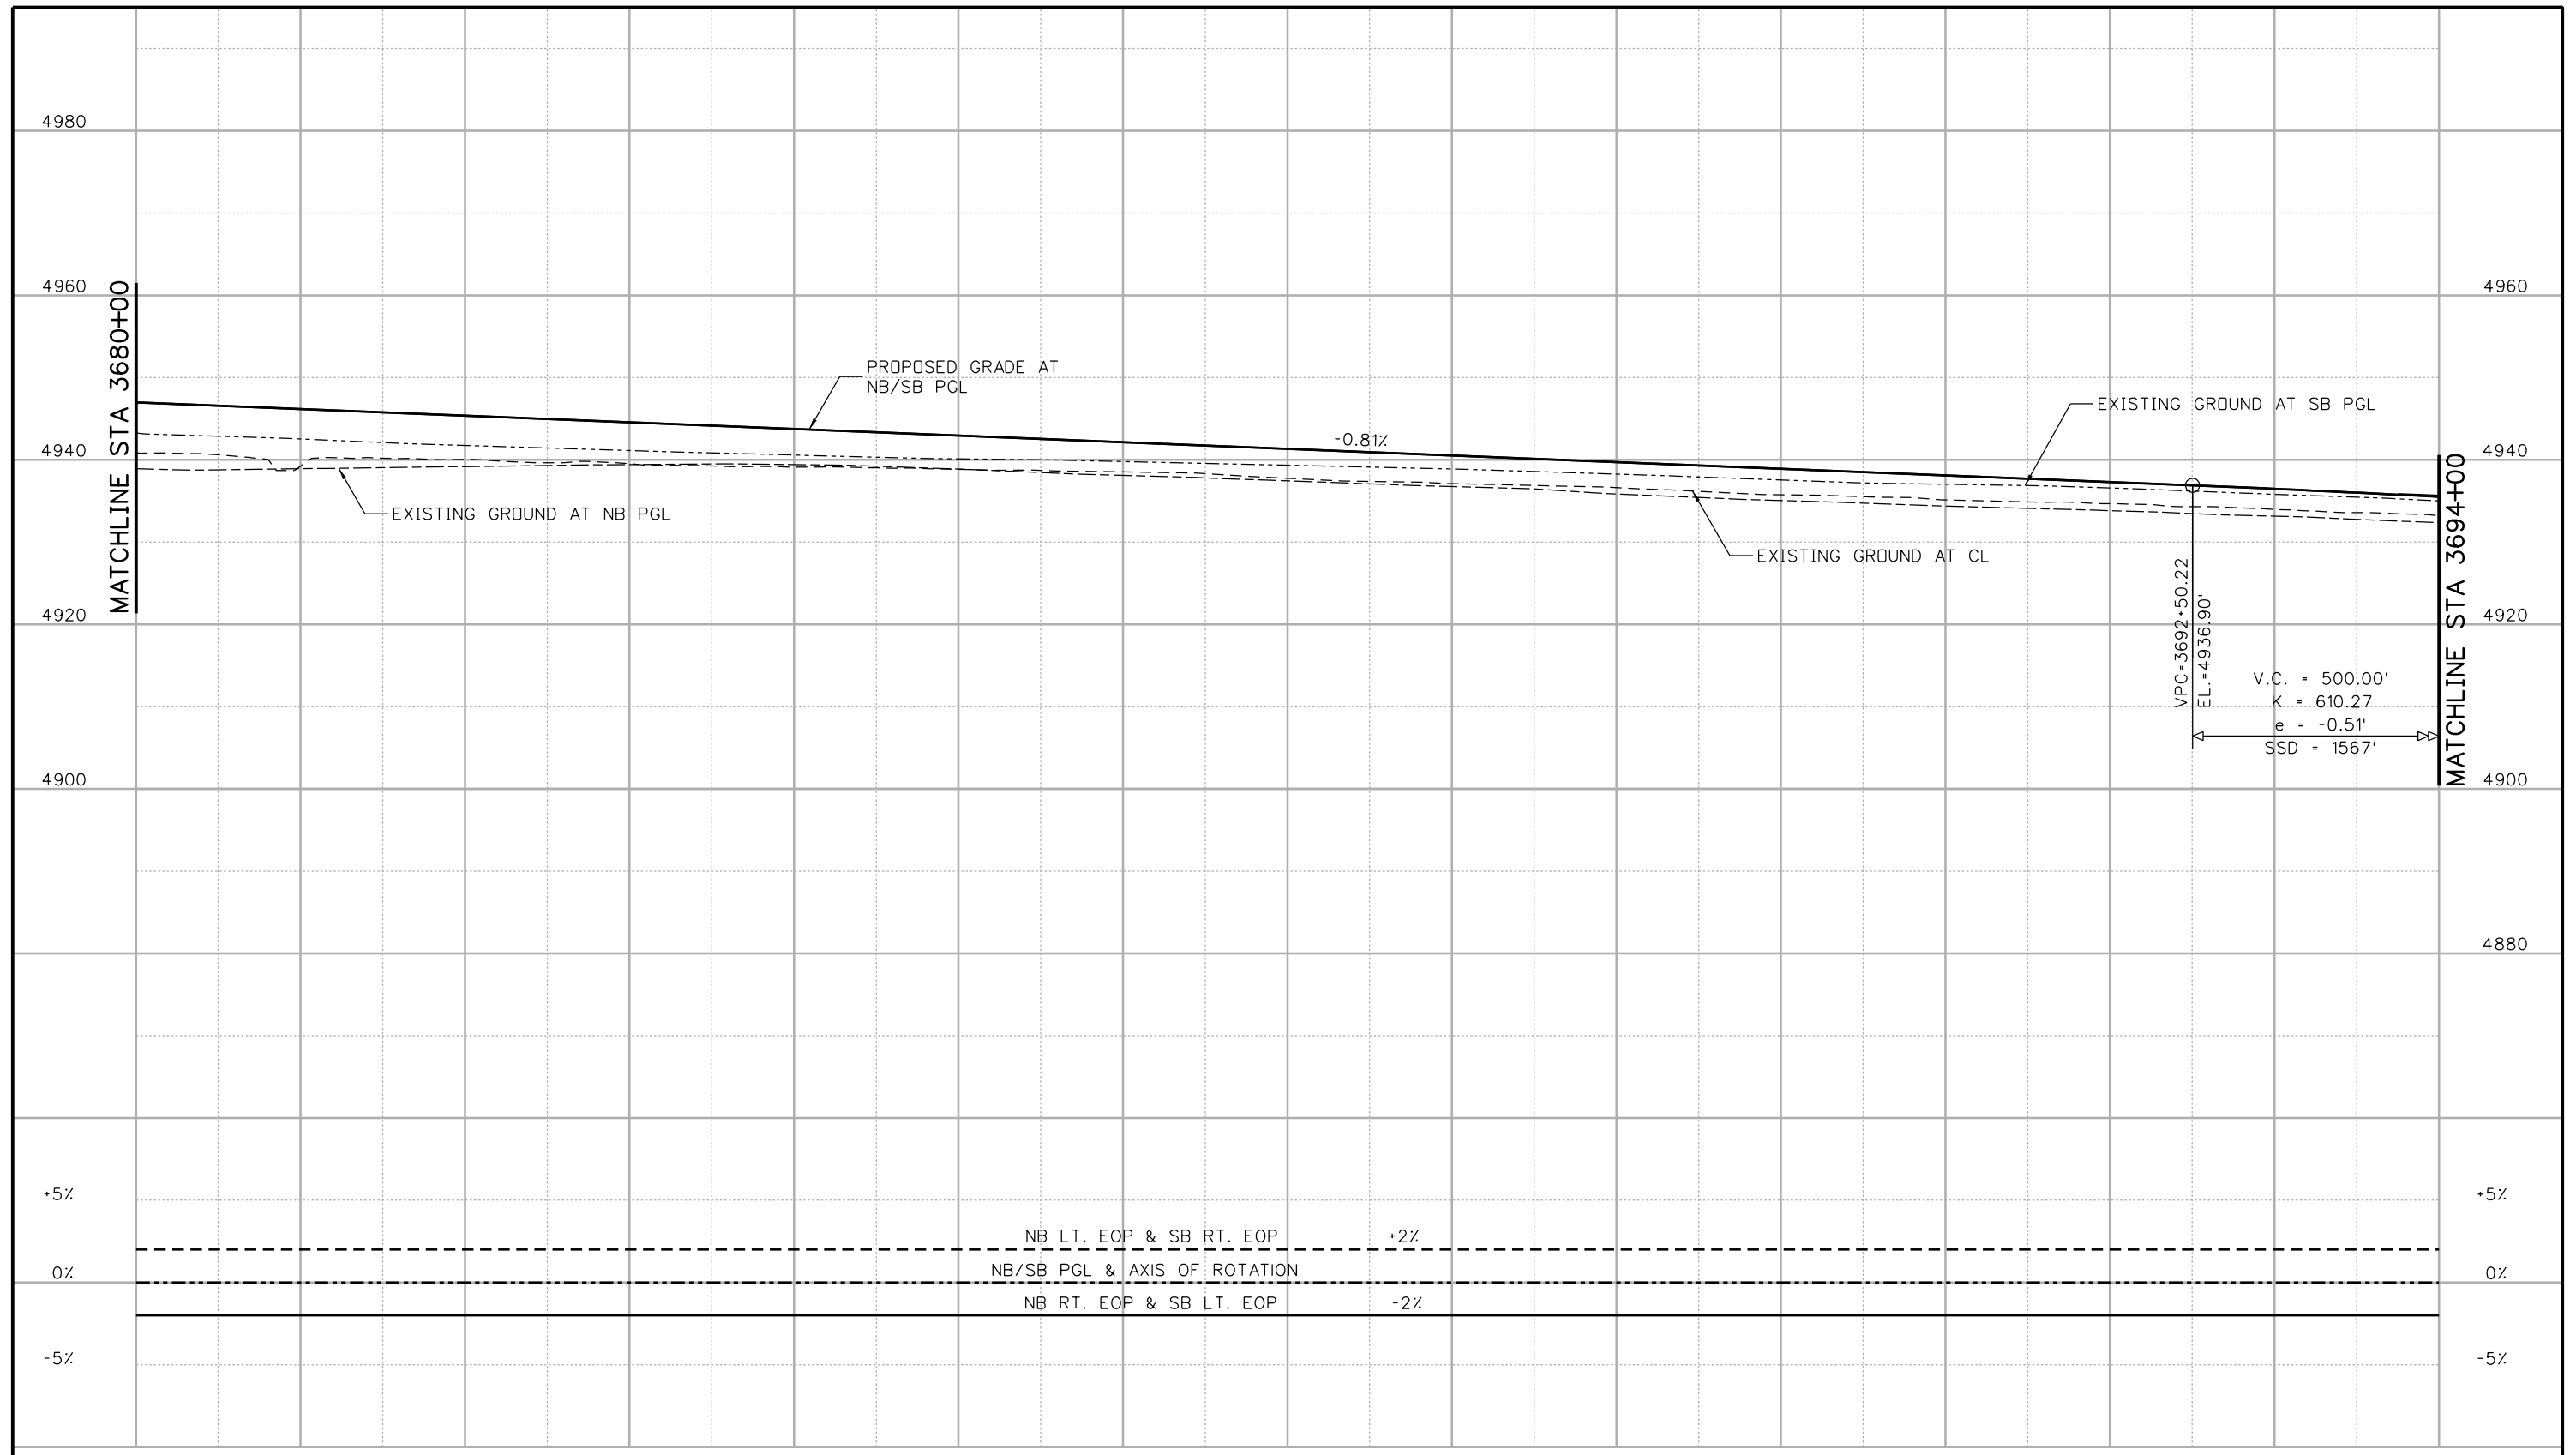 4980
4960
4960
MATCHLINE STA 3680+00
PROPOSED GRADE AT
NB/SB PGL
EXISTING GROUND AT SB PGL
-0.81%
4940
4940
EXISTING GROUND AT NB PGL
EXISTING GROUND AT CL
MATCHLINE STA 3694+00
VPC=3692+50.22
EL.=4936.90'
4920
4920
V.C. = 500.00'
K = 610.27
e = -0.51'
SSD = 1567'
4900
4900
4880
+5%
+5%
NB LT. EOP & SB RT. EOP +2%
0%
NB/SB PGL & AXIS OF ROTATION
0%
NB RT. EOP & SB LT. EOP -2%
-5%
-5%